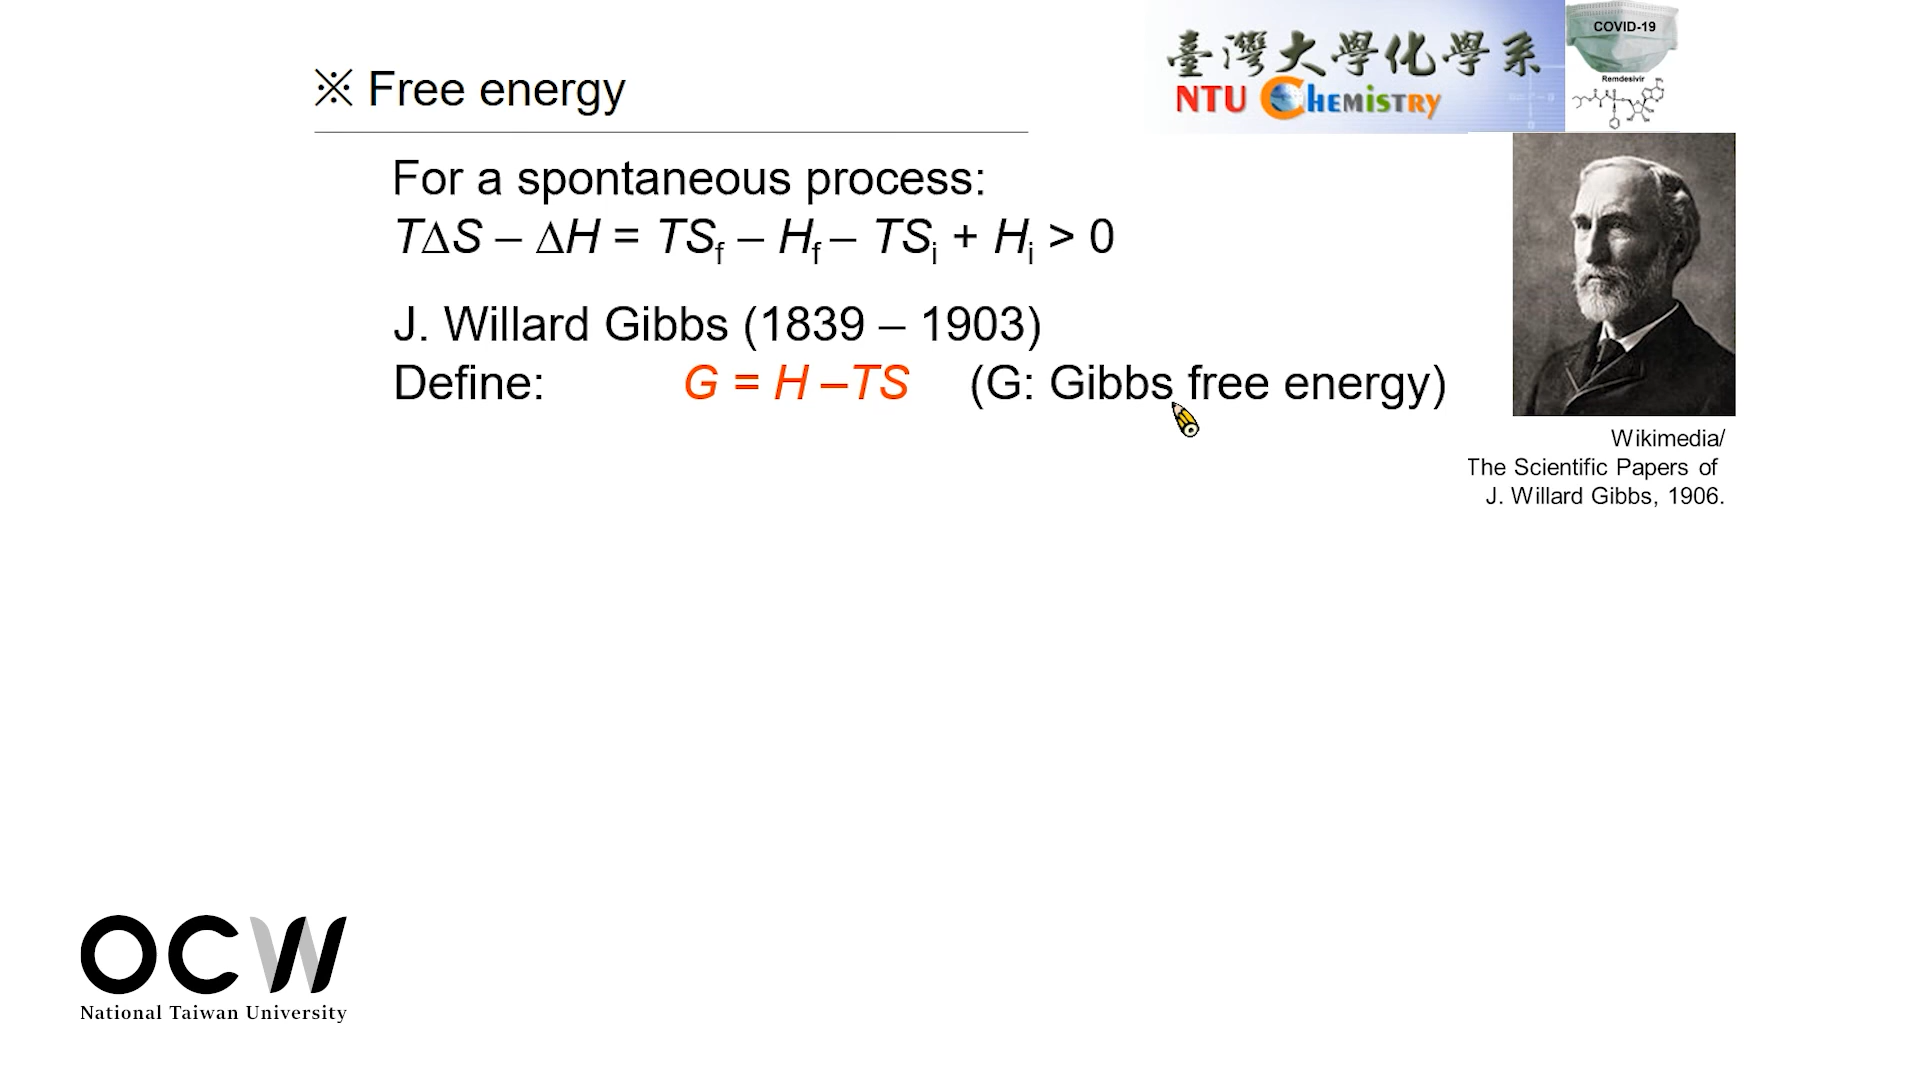 ※ Free energy
臺灣大學化學系
NTU Chemistry
COVID-19
Remdesivir
For a spontaneous process:
TΔS – ΔH = TSf – Hf – TSi + Hi > 0
J. Willard Gibbs (1839 – 1903)
Define: G = H –TS (G: Gibbs free energy)
Wikimedia/
The Scientific Papers of
J. Willard Gibbs, 1906.
OCW
National Taiwan University